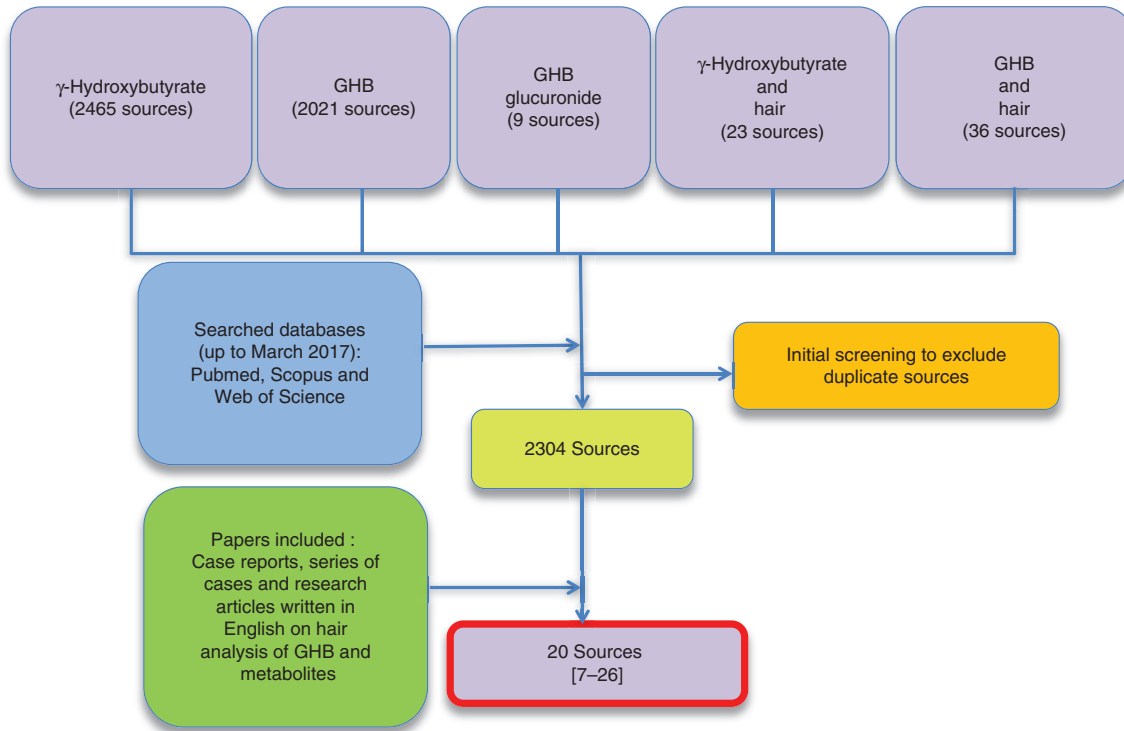 γ-Hydroxybutyrate
(2465 sources)
GHB
(2021 sources)
GHB
glucuronide
(9 sources)
γ-Hydroxybutyrate
and
hair
(23 sources)
GHB
and
hair
(36 sources)
Searched databases
(up to March 2017):
Pubmed, Scopus and
Web of Science
Initial screening to exclude
duplicate sources
2304 Sources
Papers included :
Case reports, series of
cases and research
articles written in
English on hair
analysis of GHB and
metabolites
20 Sources
[7–26]